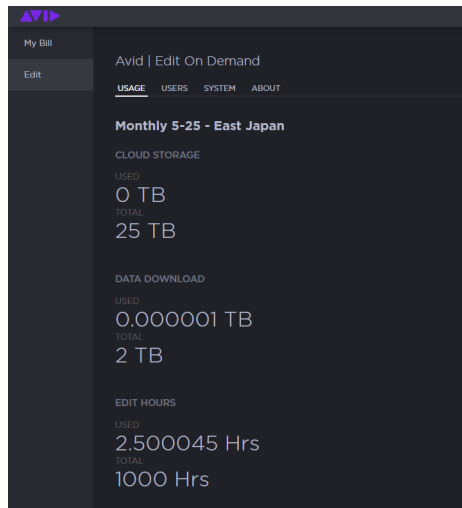 AVID
My Bill
Edit
Avid | Edit On Demand
USAGE USERS SYSTEM ABOUT
Monthly 5-25 - East Japan
CLOUD STORAGE
USED
0 TB
TOTAL
25 TB
DATA DOWNLOAD
USED
0.000001 TB
TOTAL
2 TB
EDIT HOURS
USED
2.500045 Hrs
TOTAL
1000 Hrs